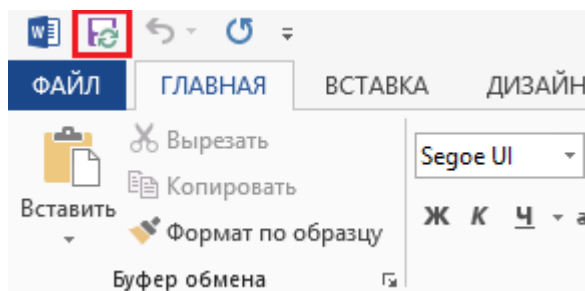 ФАЙЛ ГЛАВНАЯ ВСТАВКА ДИЗАЙН
Вставить
Вырезать
Копировать
Формат по образцу
Буфер обмена
Segoe UI
Ж К Ч